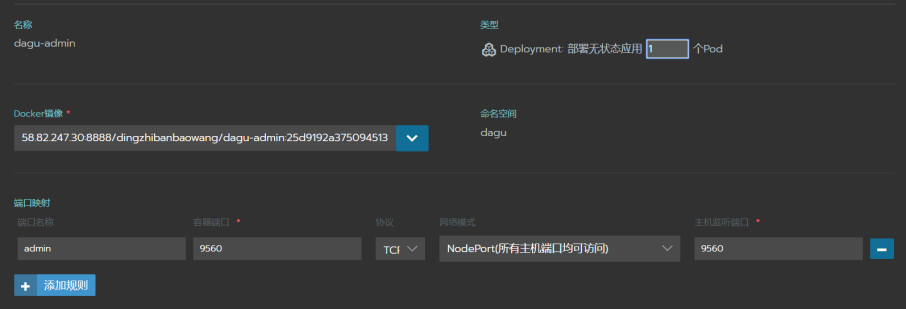 名称
dagu-admin
类型
Deployment: 部署无状态应用 1 个Pod
Docker镜像 *
58.82.247.30:8888/dingzhibanbaowang/dagu-admin:25d9192a375094513
命名空间
dagu
端口映射
端口名称 容器端口 * 协议 网络模式 主机监听端口 *
admin 9560 TCP NodePort(所有主机端口均可访问) 9560
添加规则